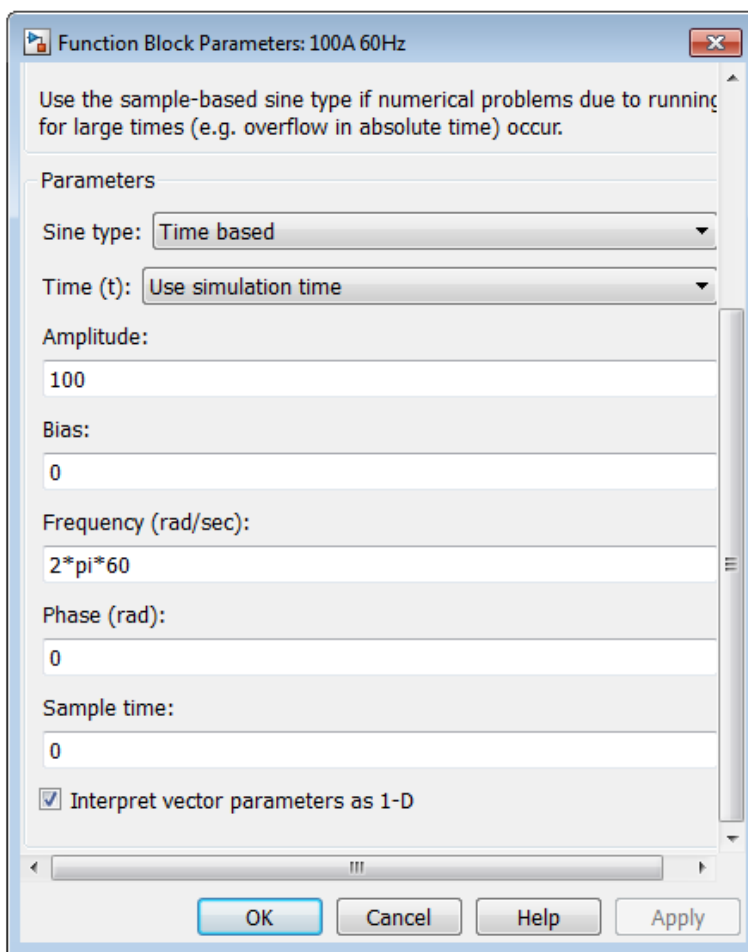 Function Block Parameters: 100A 60Hz
Use the sample-based sine type if numerical problems due to running
for large times (e.g. overflow in absolute time) occur.
Parameters
Sine type: Time based
Time (t): Use simulation time
Amplitude:
100
Bias:
0
Frequency (rad/sec):
2*pi*60
Phase (rad):
0
Sample time:
0
Interpret vector parameters as 1-D
OK Cancel Help Apply